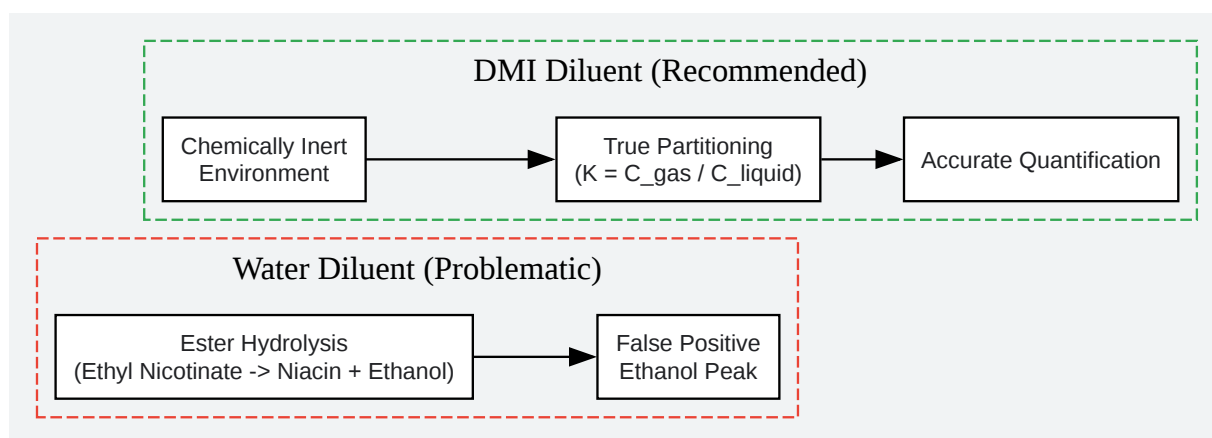 DMI Diluent (Recommended)
Chemically Inert
Environment
True Partitioning
(K = C_gas / C_liquid)
Accurate Quantification
Water Diluent (Problematic)
Ester Hydrolysis
(Ethyl Nicotinate -> Niacin + Ethanol)
False Positive
Ethanol Peak